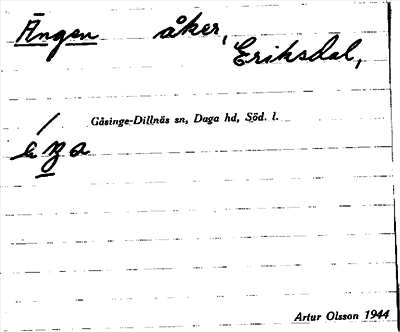 Ängen åker,
Eriksdal,
Gåsinge-Dillnäs sn, Daga hd, Söd. l.
Artur Olsson 1944